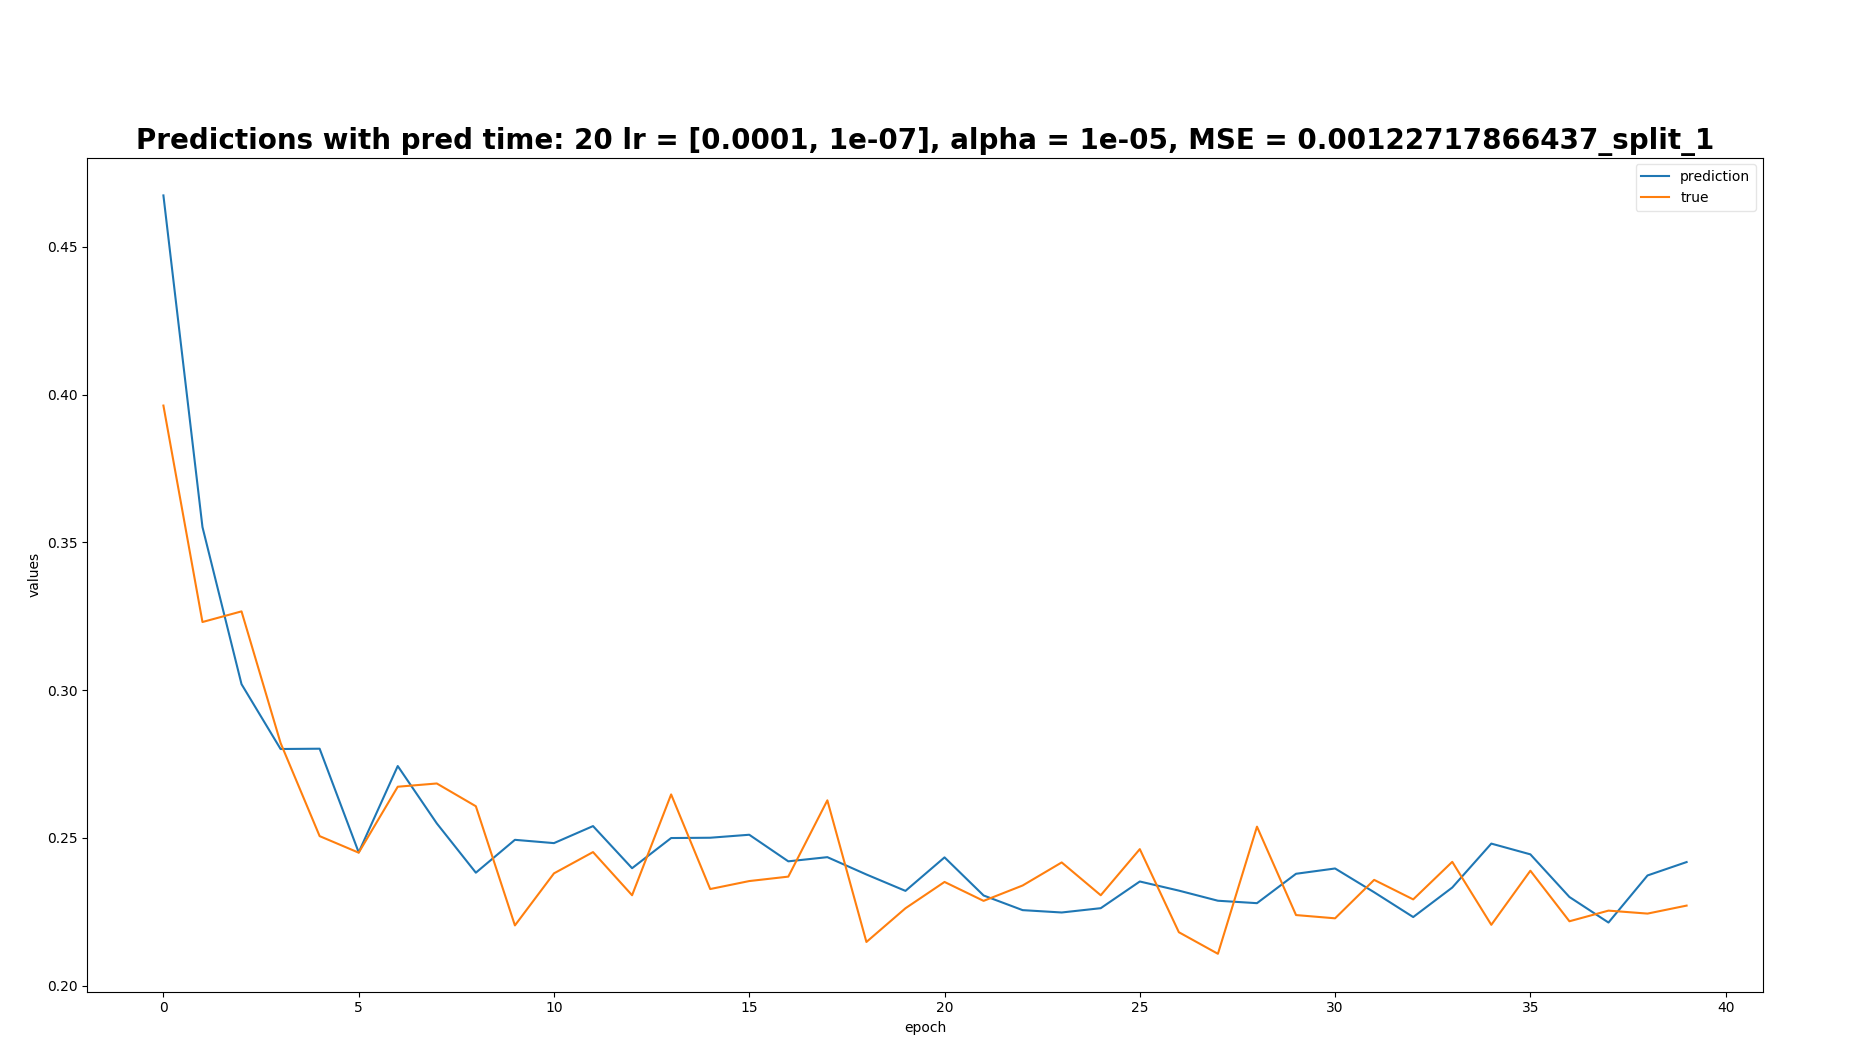 Predictions with pred time: 20 lr = [0.0001, 1e-07], alpha = 1e-05, MSE = 0.00122717866437_split_1
prediction
true
0.45
0.40
0.35
0.30
0.25
0.20
values
0 5 10 15 20 25 30 35 40
epoch